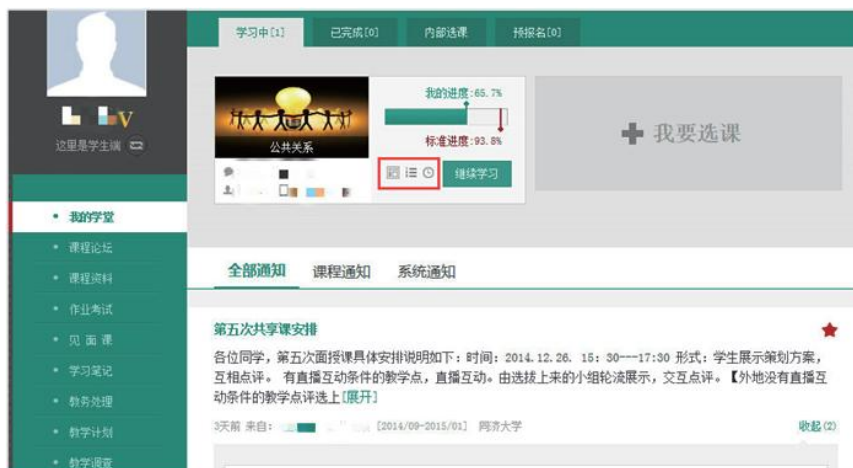 学习中[1]
已完成[0]
内部选课
预报名[0]
V
这里是学生端
我的学堂
课程论坛
课程资料
作业考试
见面课
学习笔记
教务处理
教学计划
教学调查
公共关系
我的进度:65.7%
标准进度:93.8%
继续学习
我要选课
全部通知
课程通知
系统通知
第五次共享课安排
各位同学，第五次面授课具体安排说明如下：时间：2014.12.26. 15：30---17:30 形式：学生展示策划方案，
互相点评。 有直播互动条件的教学点，直播互动。由选拔上来的小组轮流展示，交互点评。【外地没有直播互
动条件的教学点评选上[展开]
3天前 来自：
[2014/09-2015/01] 同济大学
收起(2)